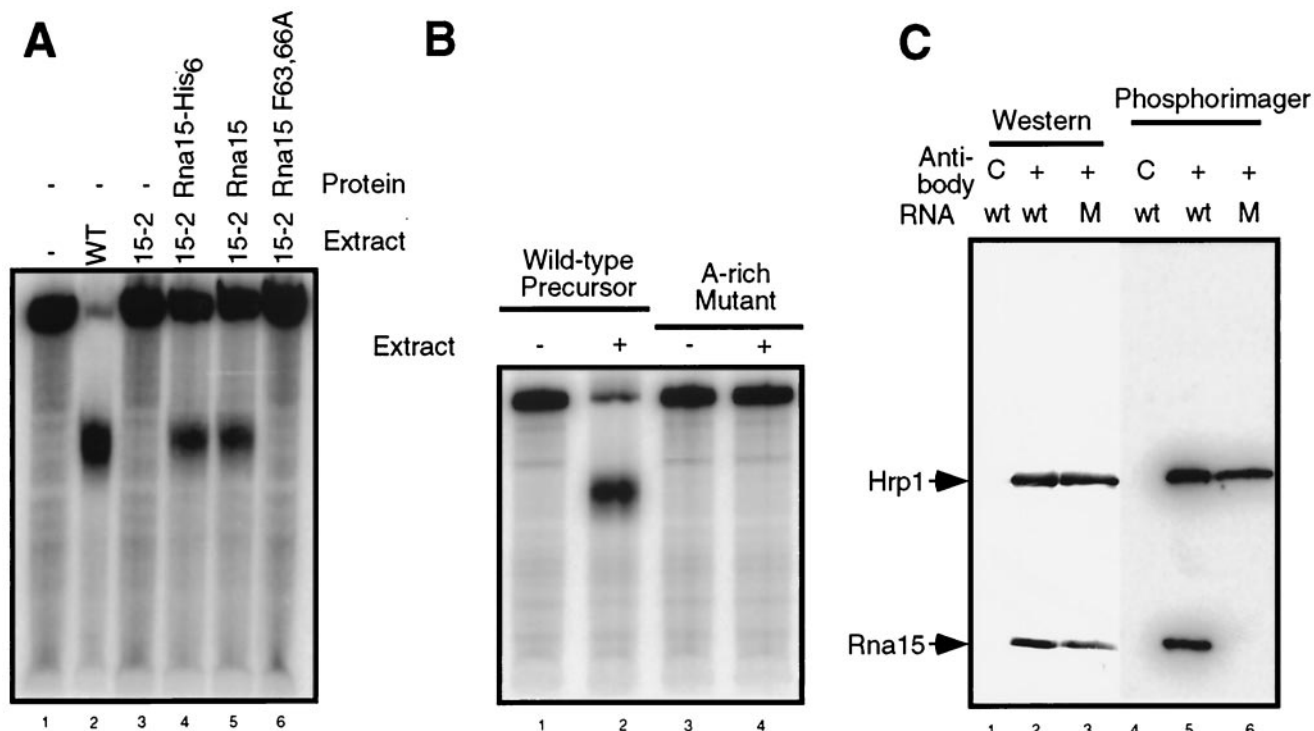 A
- - - Rna15-His6 Rna15 Rna15 F63,66A Protein
- WT 15-2 15-2 15-2 15-2 Extract
1 2 3 4 5 6
B
Wild-type Precursor A-rich Mutant
Extract - + - +
1 2 3 4
C
Western Phosphorimager
Anti-body C + + C + +
RNA wt wt M wt wt M
Hrp1
Rna15
1 2 3 4 5 6